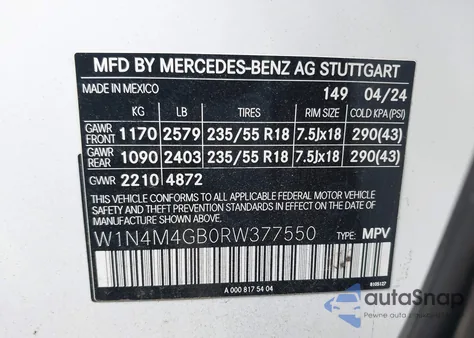 MFD BY MERCEDES-BENZ AG STUTTGART
MADE IN MEXICO 149 04/24
KG LB TIRES RIM SIZE COLD KPA (PSI)
GAWR FRONT 1170 2579 235/55 R18 7.5Jx18 290(43)
GAWR REAR 1090 2403 235/55 R18 7.5Jx18 290(43)
GVWR 2210 4872
THIS VEHICLE CONFORMS TO ALL APPLICABLE FEDERAL MOTOR VEHICLE
SAFETY, BUMPER, AND THEFT PREVENTION STANDARDS IN EFFECT ON THE
DATE OF MANUFACTURE SHOWN ABOVE.
W1N4M4GB0RW377550 TYPE: MPV
A 000 817 54 04
autoSnap
Pewne auto